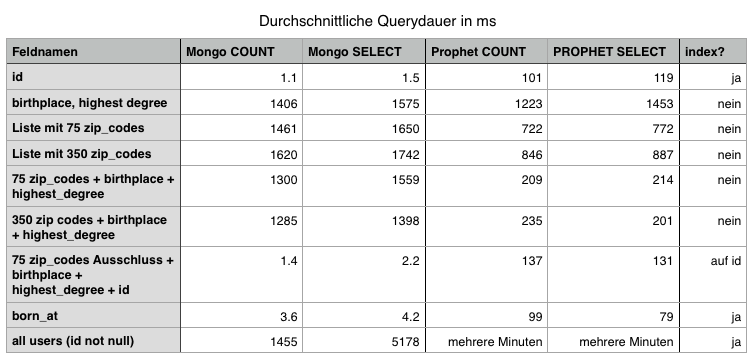 Durchschnittliche Querydauer in ms
Feldnamen Mongo COUNT Mongo SELECT Prophet COUNT PROPHET SELECT index?
id 1.1 1.5 101 119 ja
birthplace, highest degree 1406 1575 1223 1453 nein
Liste mit 75 zip_codes 1461 1650 722 772 nein
Liste mit 350 zip_codes 1620 1742 846 887 nein
75 zip_codes + birthplace + 1300 1559 209 214 nein
highest_degree
350 zip codes + birthplace 1285 1398 235 201 nein
+ highest_degree
75 zip_codes Ausschluss + 1.4 2.2 137 131 auf id
birthplace +
highest_degree + id
born_at 3.6 4.2 99 79 ja
all users (id not null) 1455 5178 mehrere Minuten mehrere Minuten ja